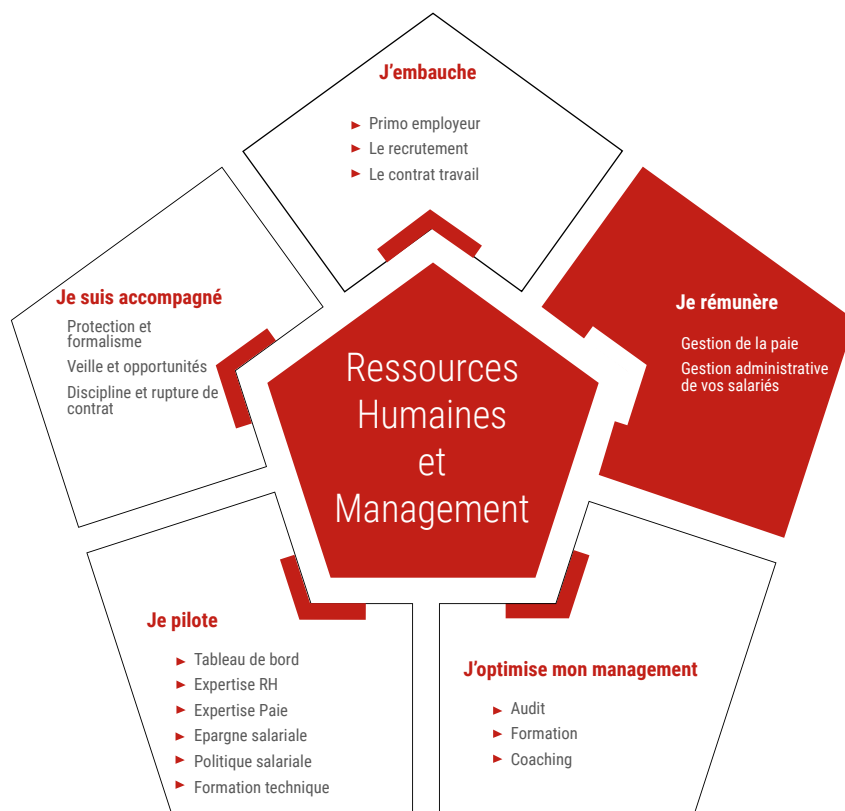 J'embauche
Primo employeur
Le recrutement
Le contrat travail
Je suis accompagné
Protection et
formalisme
Veille et opportunités
Discipline et rupture de
contrat
Je rémunère
Gestion de la paie
Gestion administrative
de vos salariés
Ressources
Humaines
et
Management
Je pilote
Tableau de bord
Expertise RH
Expertise Paie
Epargne salariale
Politique salariale
Formation technique
J'optimise mon management
Audit
Formation
Coaching